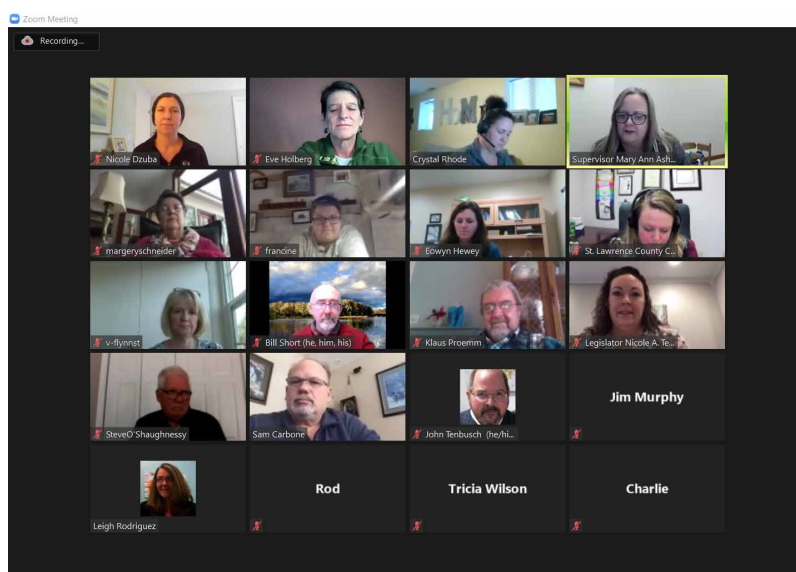 Zoom Meeting
Recording...
Nicole Dzuba
Eve Holberg
Crystal Rhode
Supervisor Mary Ann Ash...
margeryschneider
francine
Eowyn Hewey
St. Lawrence County C...
v-flynnst
Bill Short (he, him, his)
Klaus Proemm
Legislator Nicole A. Te...
SteveO'Shaughnessy
Sam Carbone
John Tenbusch (he/hi...
Jim Murphy
Leigh Rodriguez
Rod
Tricia Wilson
Charlie